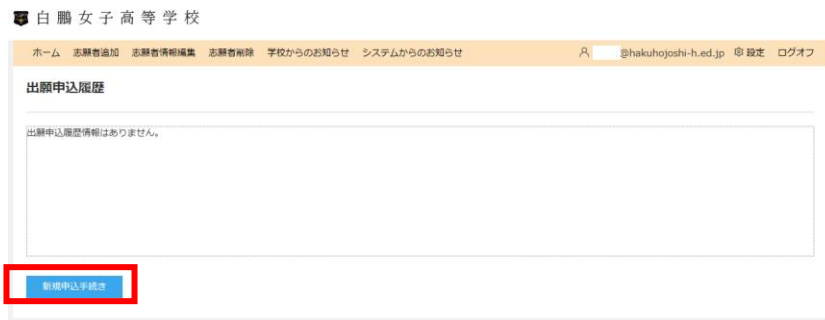 白鵬女子高等学校
ホーム 志願者追加 志願者情報編集 志願者削除 学校からのお知らせ システムからのお知らせ @hakuhojoshi-h.ed.jp 設定 ログオフ
出願申込履歴
出願申込履歴情報はありません。
新規申込手続き